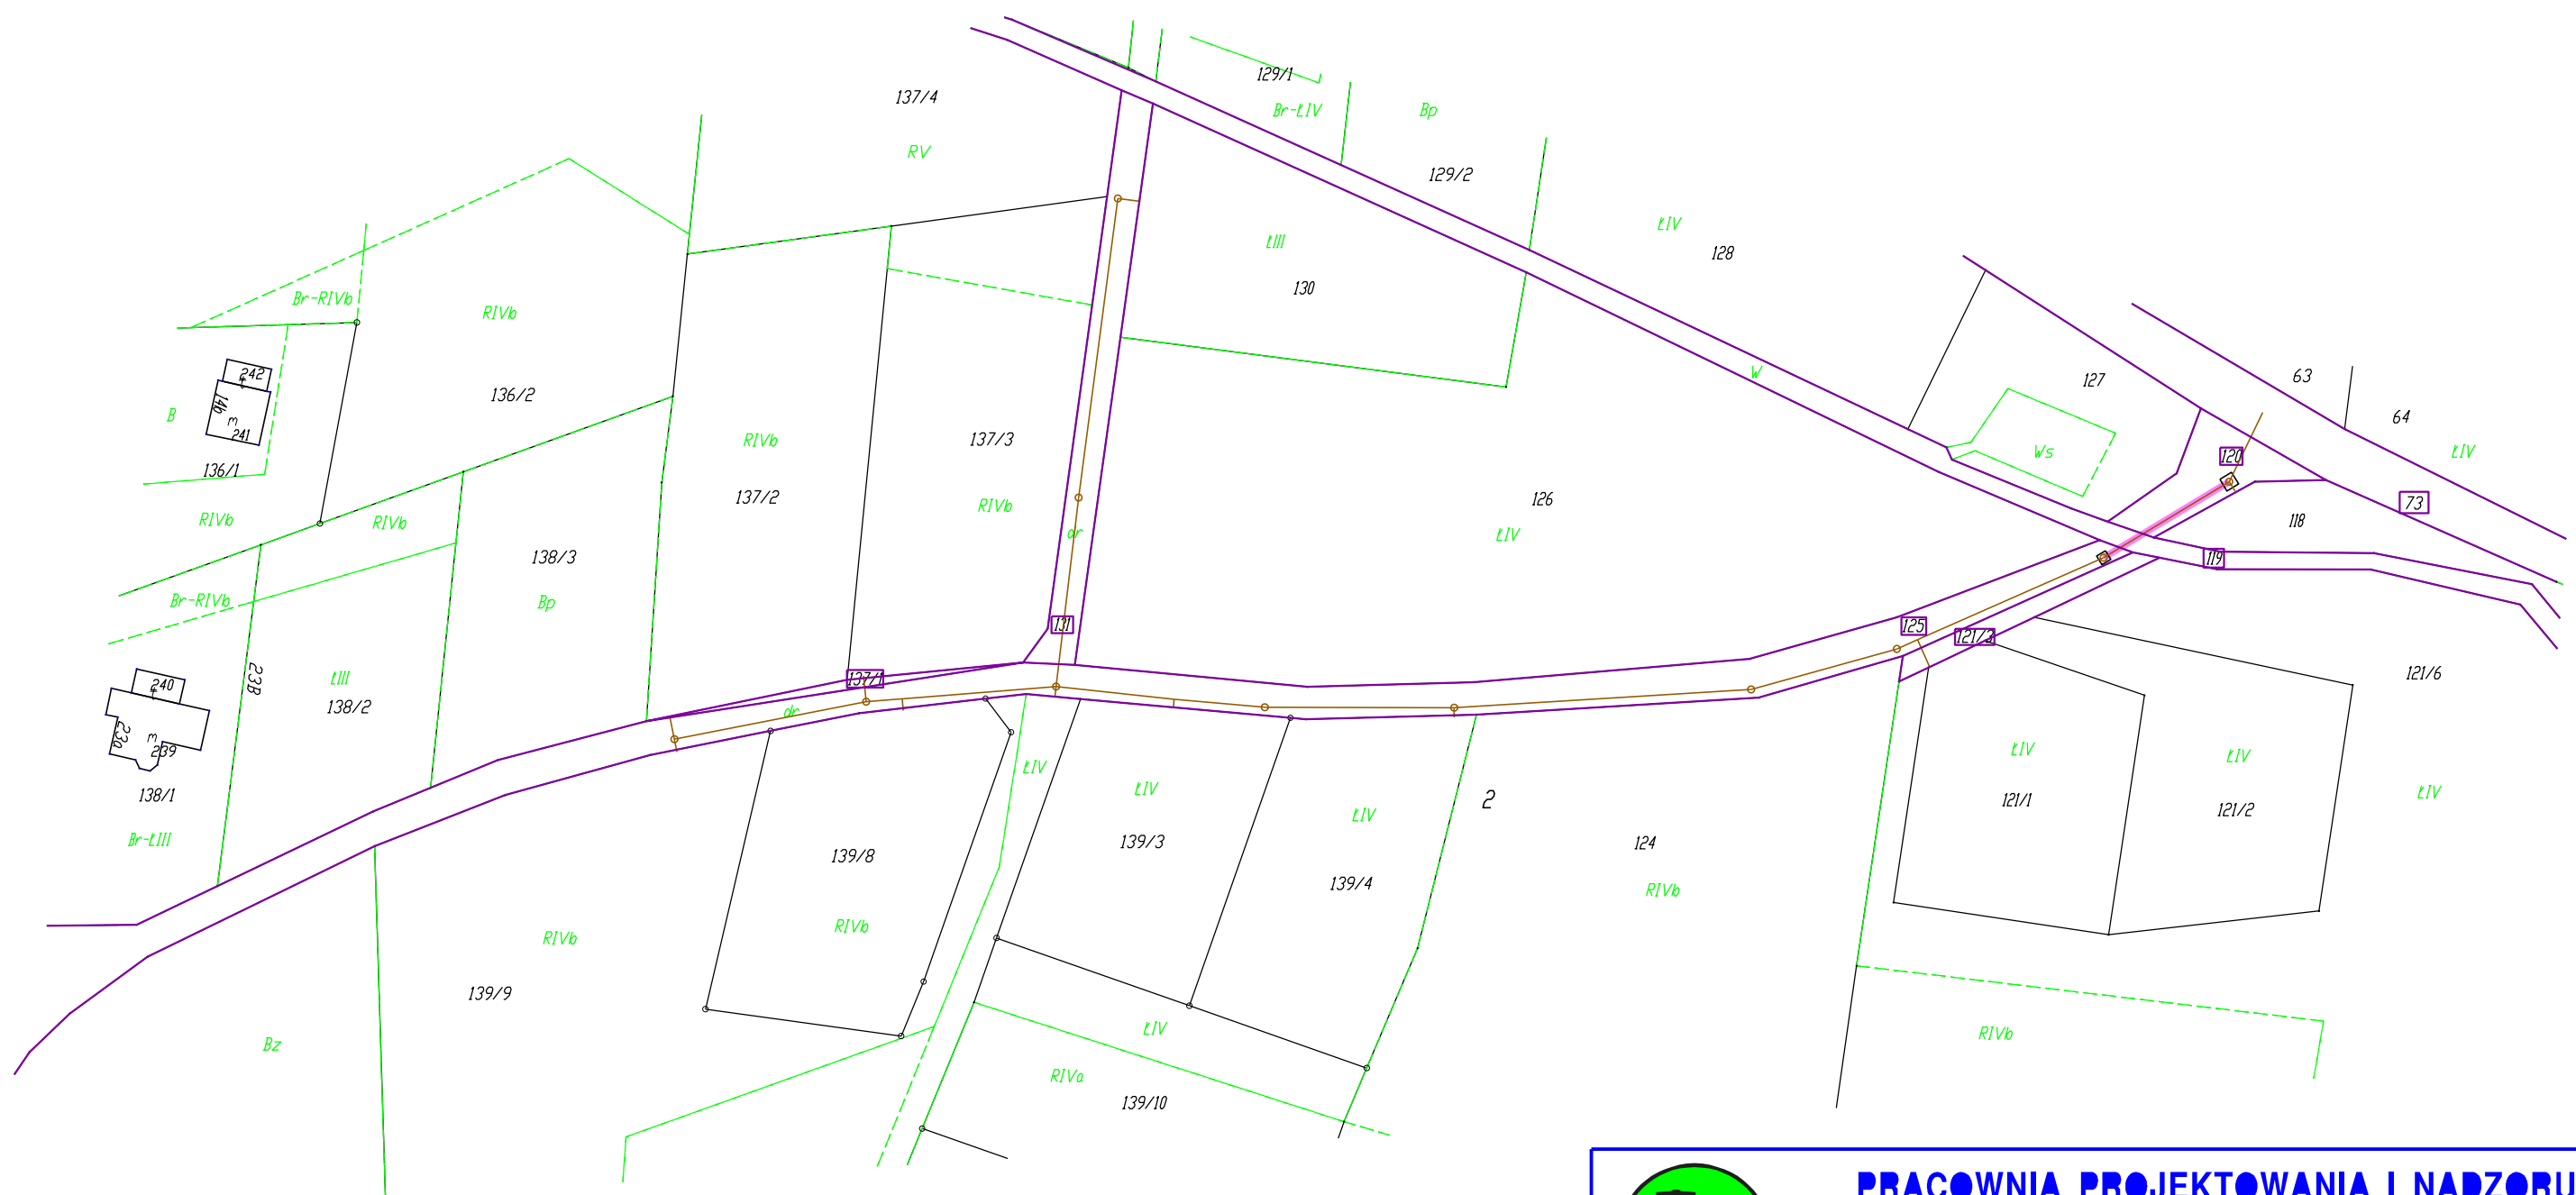 129/1
137/4
Br-ŁIV
Bp
RV
129/2
ŁIV
ŁIII
128
130
Br-RIVb
RIVb
242
W
127
63
14b
m
241
B
136/2
64
136/1
RIVb
137/3
Ws
120
ŁIV
137/2
126
RIVb
73
RIVb
RIVb
dr
ŁIV
118
138/3
119
Br-RIVb
Bp
131
125
121/3
23B
240
ŁIII
137/1
121/6
138/2
dr
23a
m
239
ŁIV
ŁIV
ŁIV
138/1
ŁIV
ŁIV
2
121/1
121/2
ŁIV
Br-ŁIII
139/8
139/3
124
139/4
RIVb
RIVb
RIVb
139/9
ŁIV
RIVb
Bz
RIVa
139/10
PRACOWNIA PROJEKTOWANIA I NADZORU